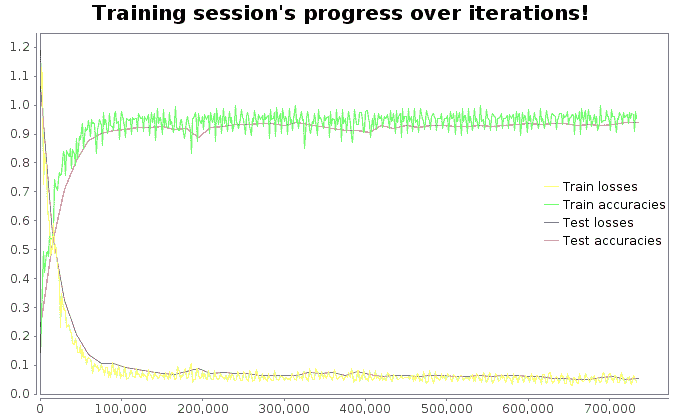 Training session's progress over iterations!
1.2
1.1
1.0
0.9
0.8
0.7
0.6
0.5
0.4
0.3
0.2
0.1
0.0
Train losses
Train accuracies
Test losses
Test accuracies
0 100,000 200,000 300,000 400,000 500,000 600,000 700,000